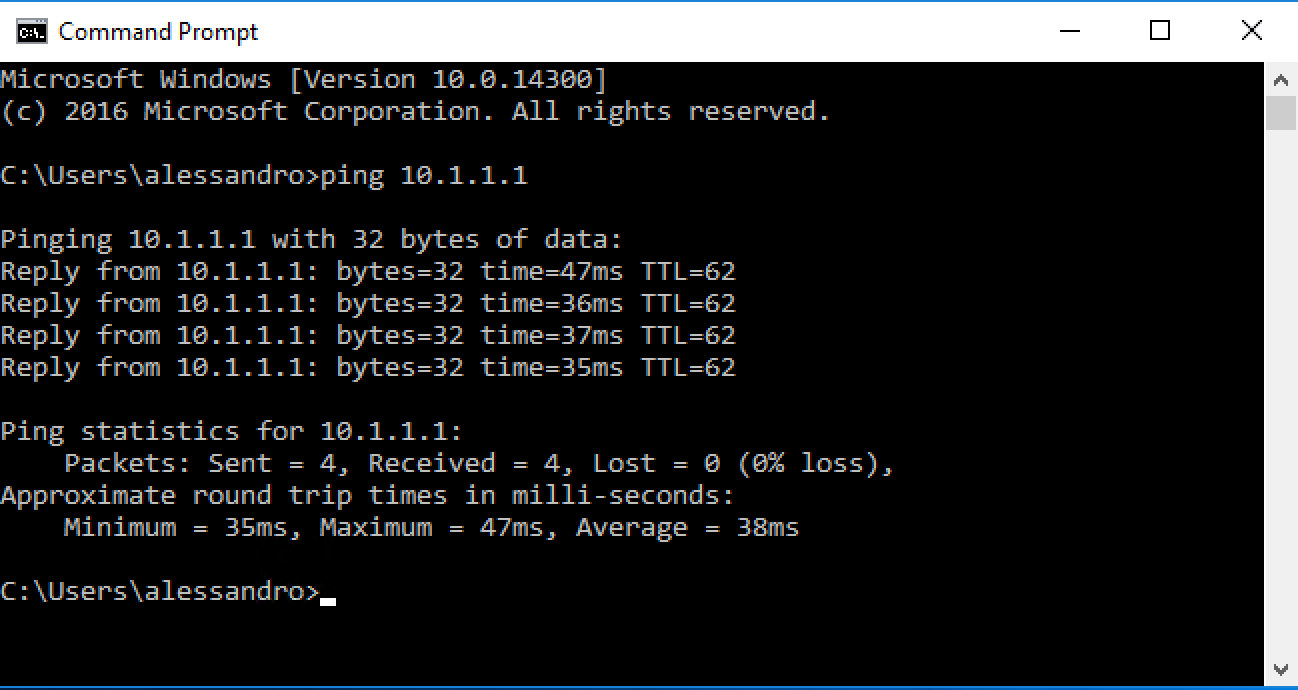 Command Prompt
Microsoft Windows [Version 10.0.14300]
(c) 2016 Microsoft Corporation. All rights reserved.
C:\Users\alessandro>ping 10.1.1.1
Pinging 10.1.1.1 with 32 bytes of data:
Reply from 10.1.1.1: bytes=32 time=47ms TTL=62
Reply from 10.1.1.1: bytes=32 time=36ms TTL=62
Reply from 10.1.1.1: bytes=32 time=37ms TTL=62
Reply from 10.1.1.1: bytes=32 time=35ms TTL=62
Ping statistics for 10.1.1.1:
    Packets: Sent = 4, Received = 4, Lost = 0 (0% loss),
Approximate round trip times in milli-seconds:
    Minimum = 35ms, Maximum = 47ms, Average = 38ms
C:\Users\alessandro>